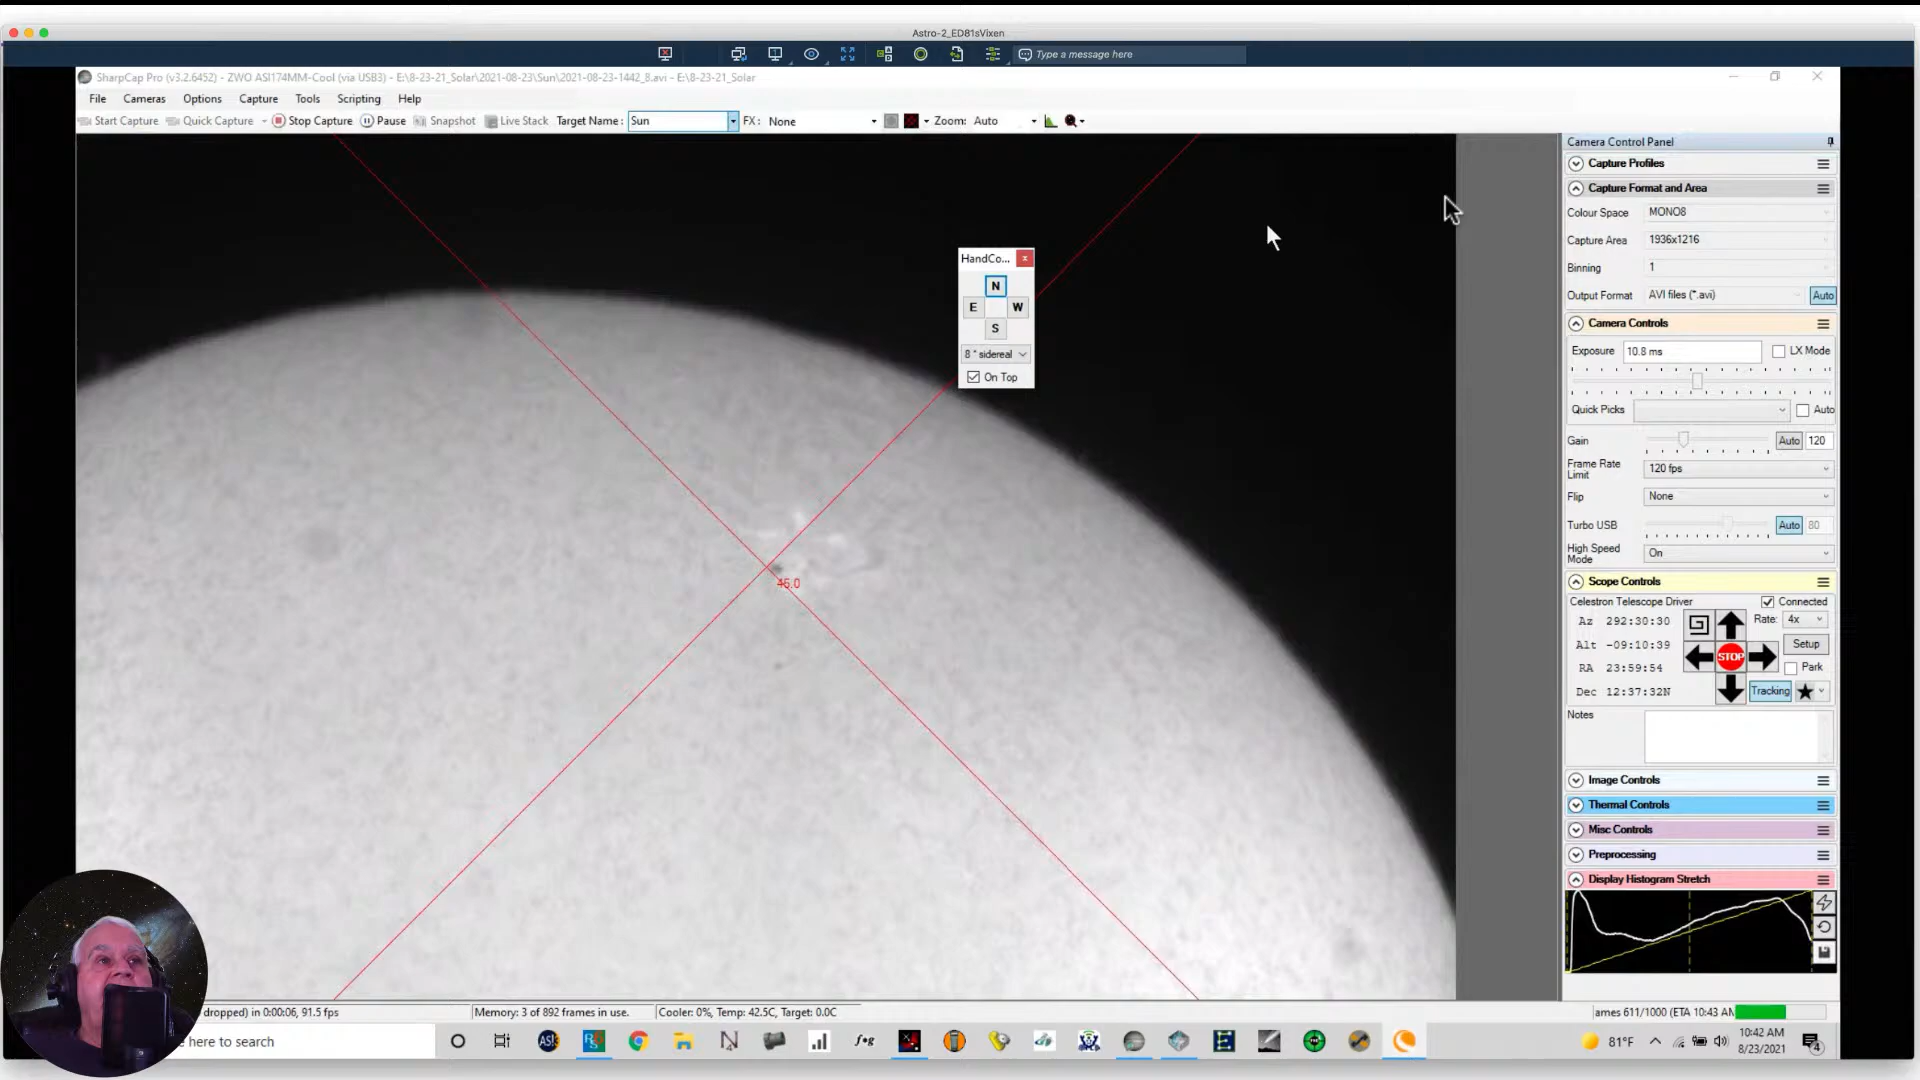 Astro-2_ED81sVixen
Type a message here
SharpCap Pro (v3.2.6452) - ZWO ASI174MM-Cool (via USB3) - E:\8-23-21_Solar\2021-08-23\Sun\2021-08-23-1442_8.avi - E:\8-23-21_Solar
File Cameras Options Capture Tools Scripting Help
Start Capture Quick Capture Stop Capture Pause Snapshot Live Stack Target Name : Sun FX : None Zoom: Auto
Camera Control Panel
Capture Profiles
Capture Format and Area
Colour Space MONO8
Capture Area 1936x1216
Binning 1
Output Format AVI files (*.avi) Auto
Camera Controls
Exposure 10.8 ms LX Mode
Quick Picks Auto
Gain Auto 120
Frame Rate Limit 120 fps
Flip None
Turbo USB Auto 80
High Speed Mode On
Scope Controls
Celestron Telescope Driver Connected
Az 292:30:30 Rate: 4x
Alt -09:10:39 Setup
RA 23:59:54 STOP Park
Dec 12:37:32N Tracking
Notes
Image Controls
Thermal Controls
Misc Controls
Preprocessing
Display Histogram Stretch
HandCo...
N
E W
S
8 * sidereal
On Top
45.0
dropped) in 0:00:06, 91.5 fps Memory: 3 of 892 frames in use. Cooler: 0%, Temp: 42.5C, Target: 0.0C ames 611/1000 (ETA 10:43 AM
here to search
ASI
f*g
81°F
10:42 AM
8/23/2021
4